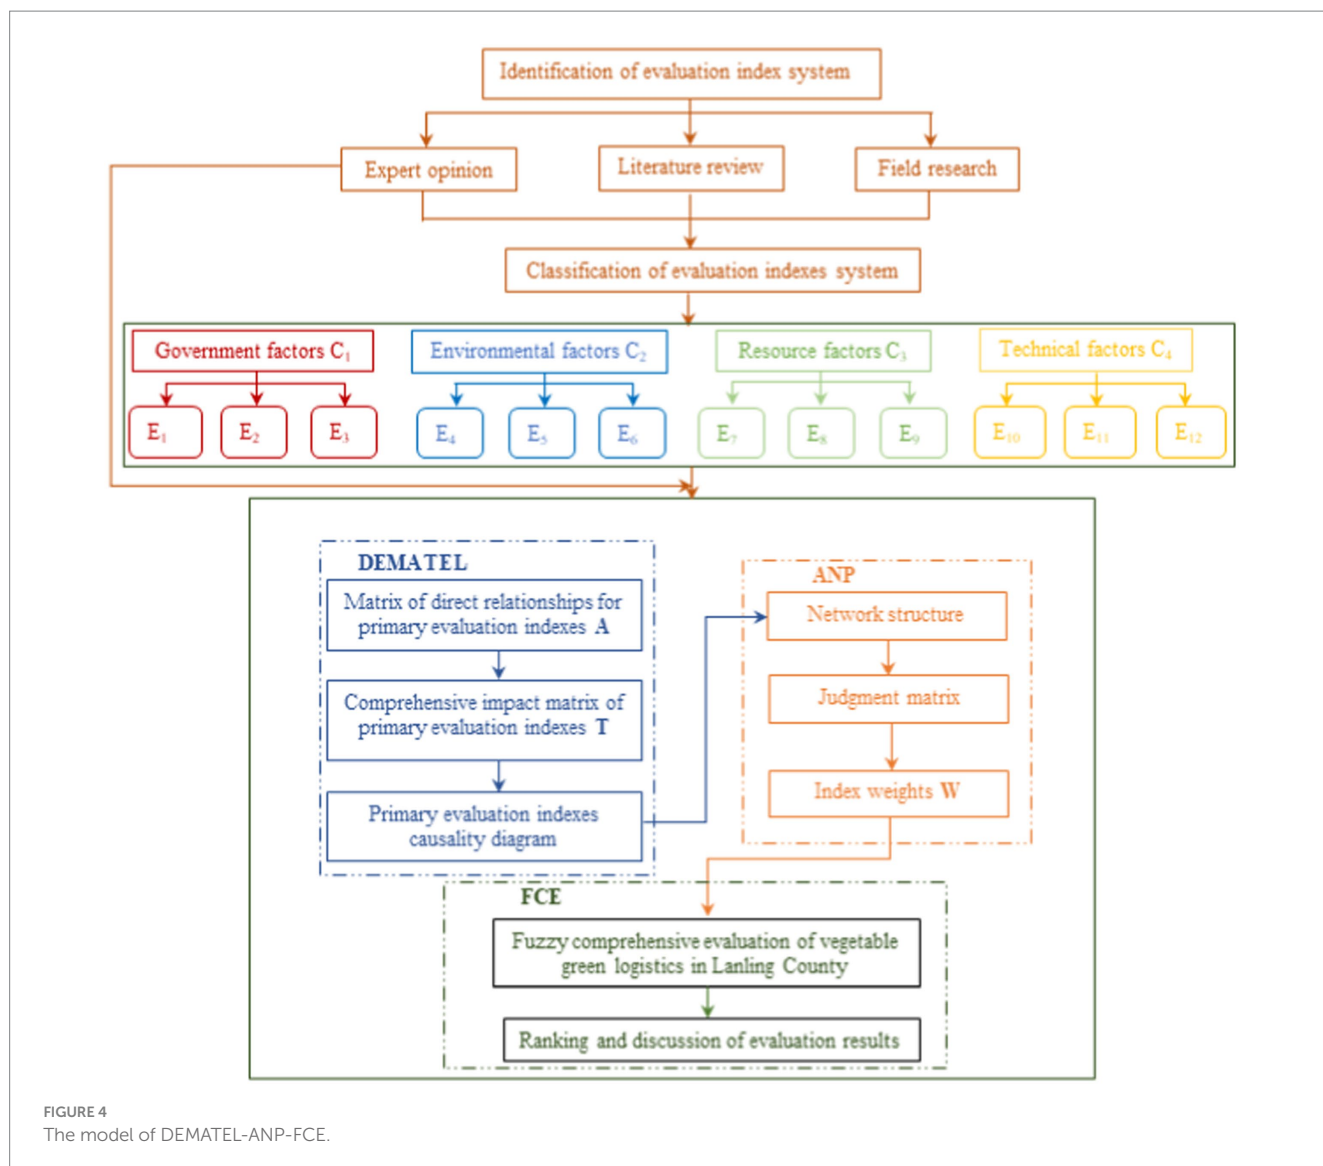 Identification of evaluation index system
Expert opinion
Literature review
Field research
Classification of evaluation indexes system
Government factors C₁
Environmental factors C₂
Resource factors C₃
Technical factors C₄
E₁
E₂
E₃
E₄
E₅
E₆
E₇
E₈
E₉
E₁₀
E₁₁
E₁₂
DEMATEL
Matrix of direct relationships for
primary evaluation indexes A
Comprehensive impact matrix of
primary evaluation indexes T
Primary evaluation indexes
causality diagram
ANP
Network structure
Judgment matrix
Index weights W
FCE
Fuzzy comprehensive evaluation of vegetable
green logistics in Lanling County
Ranking and discussion of evaluation results
FIGURE 4
The model of DEMATEL-ANP-FCE.